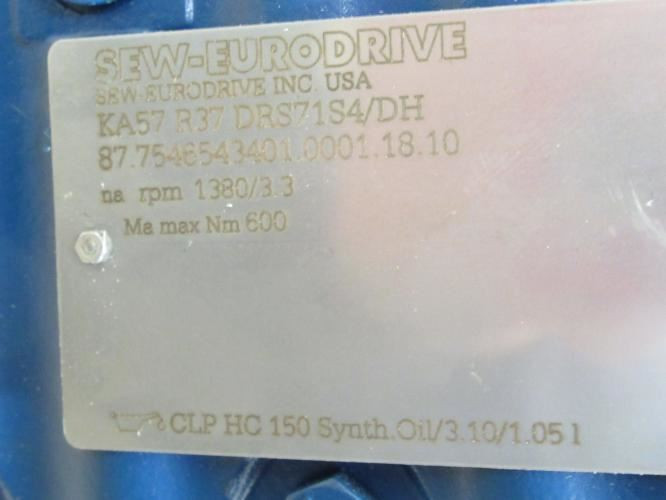 SEW-EURODRIVE
SEW-EURODRIVE INC. USA
KA57 R37 DRS71S4/DH
87.7546543401.0001.18.10
na rpm 1380/3.3
Ma max Nm 600
CLP HC 150 Synth.Oil/3.10/1.05 l